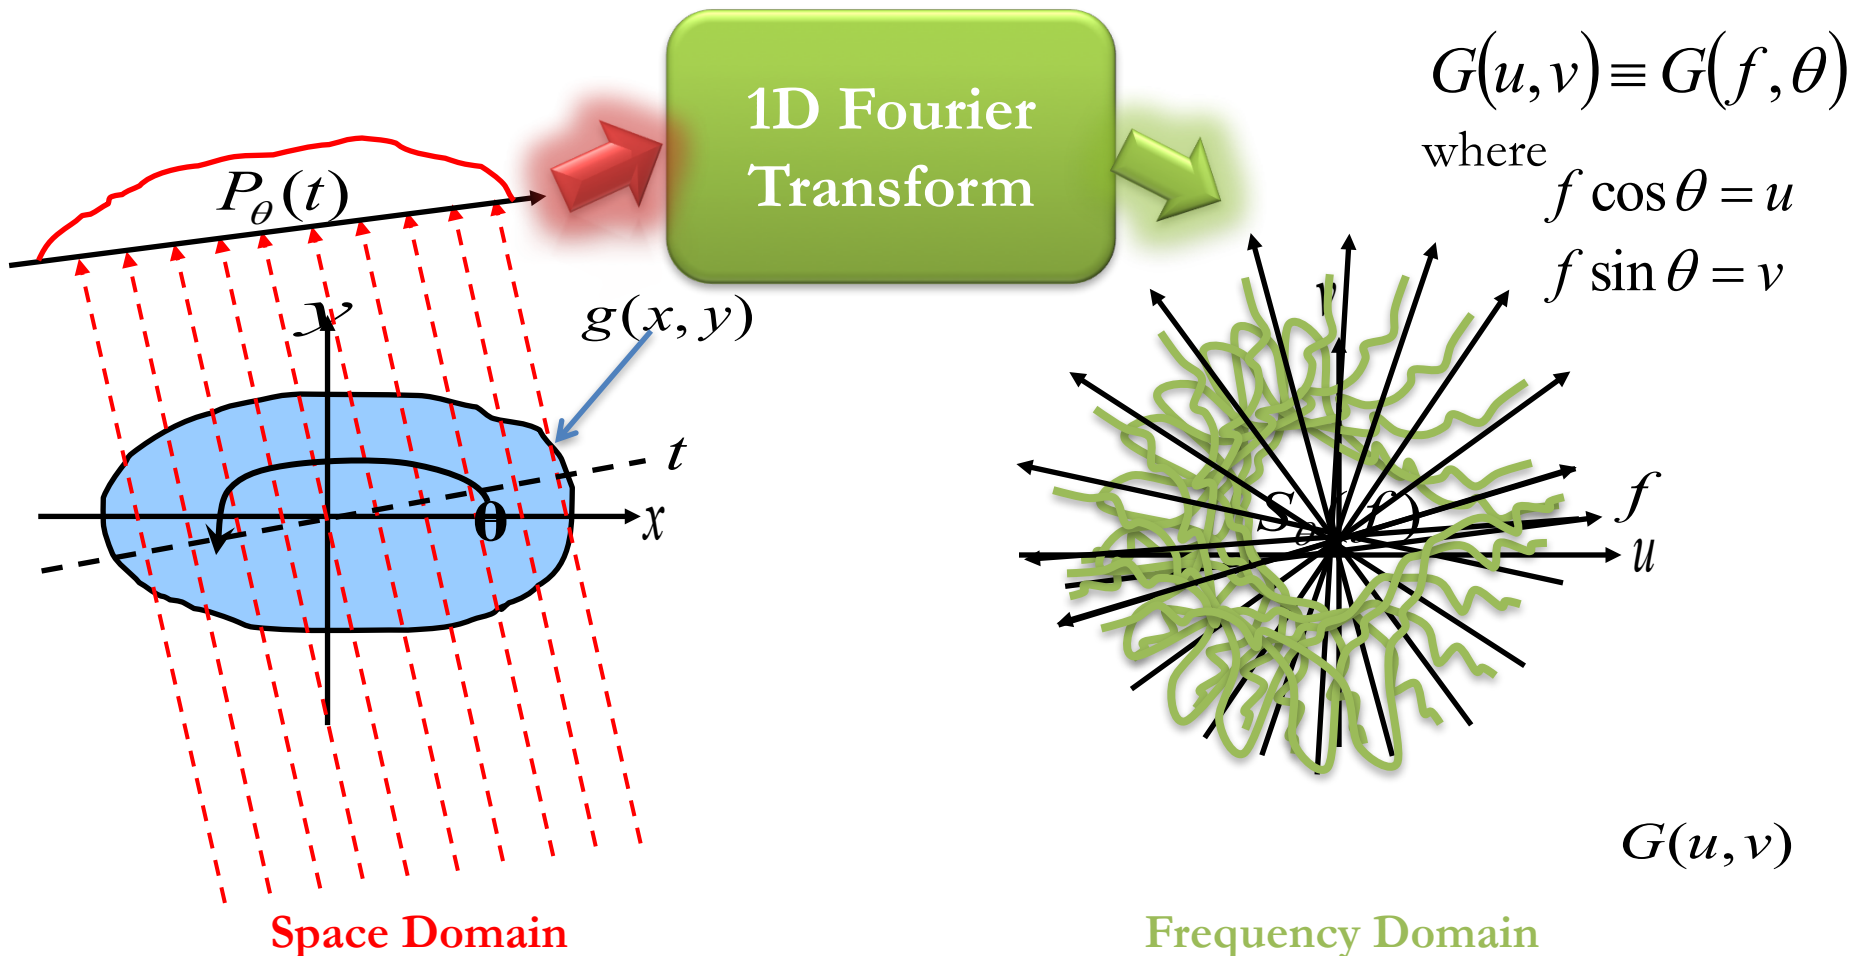 1D Fourier
Transform
G(u, v) ≡ G(f, θ)
where
f cos θ = u
f sin θ = v
P_θ(t)
y
g(x, y)
t
θ
x
v
f
u
G(u, v)
Space Domain
Frequency Domain